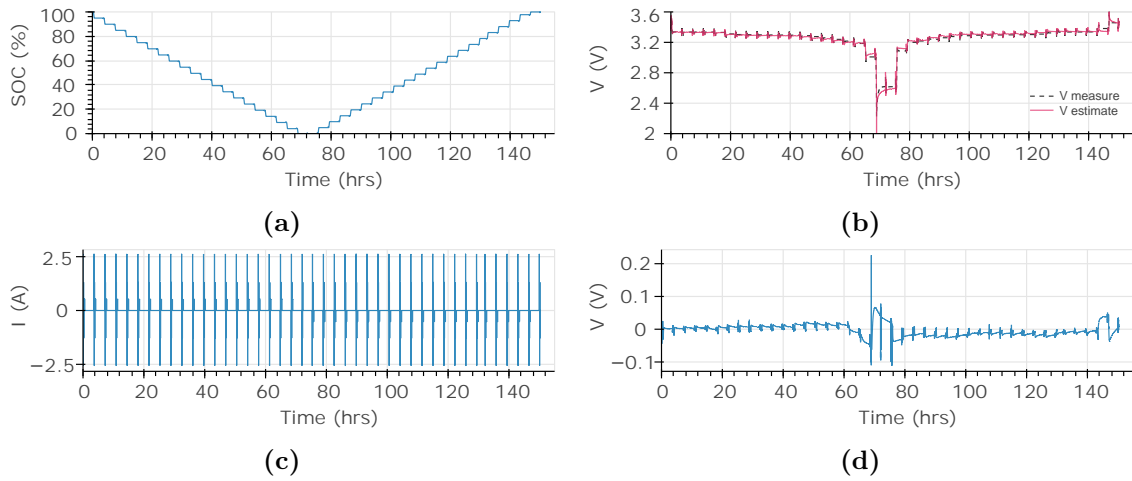 100
80
60
40
20
0
SOC (%)
0 20 40 60 80 100 120 140
Time (hrs)
(a)
3.6
3.2
2.8
2.4
2
V (V)
V measure
V estimate
0 20 40 60 80 100 120 140
Time (hrs)
(b)
2.5
0
−2.5
I (A)
0 20 40 60 80 100 120 140
Time (hrs)
(c)
0.2
0.1
0
−0.1
V (V)
0 20 40 60 80 100 120 140
Time (hrs)
(d)